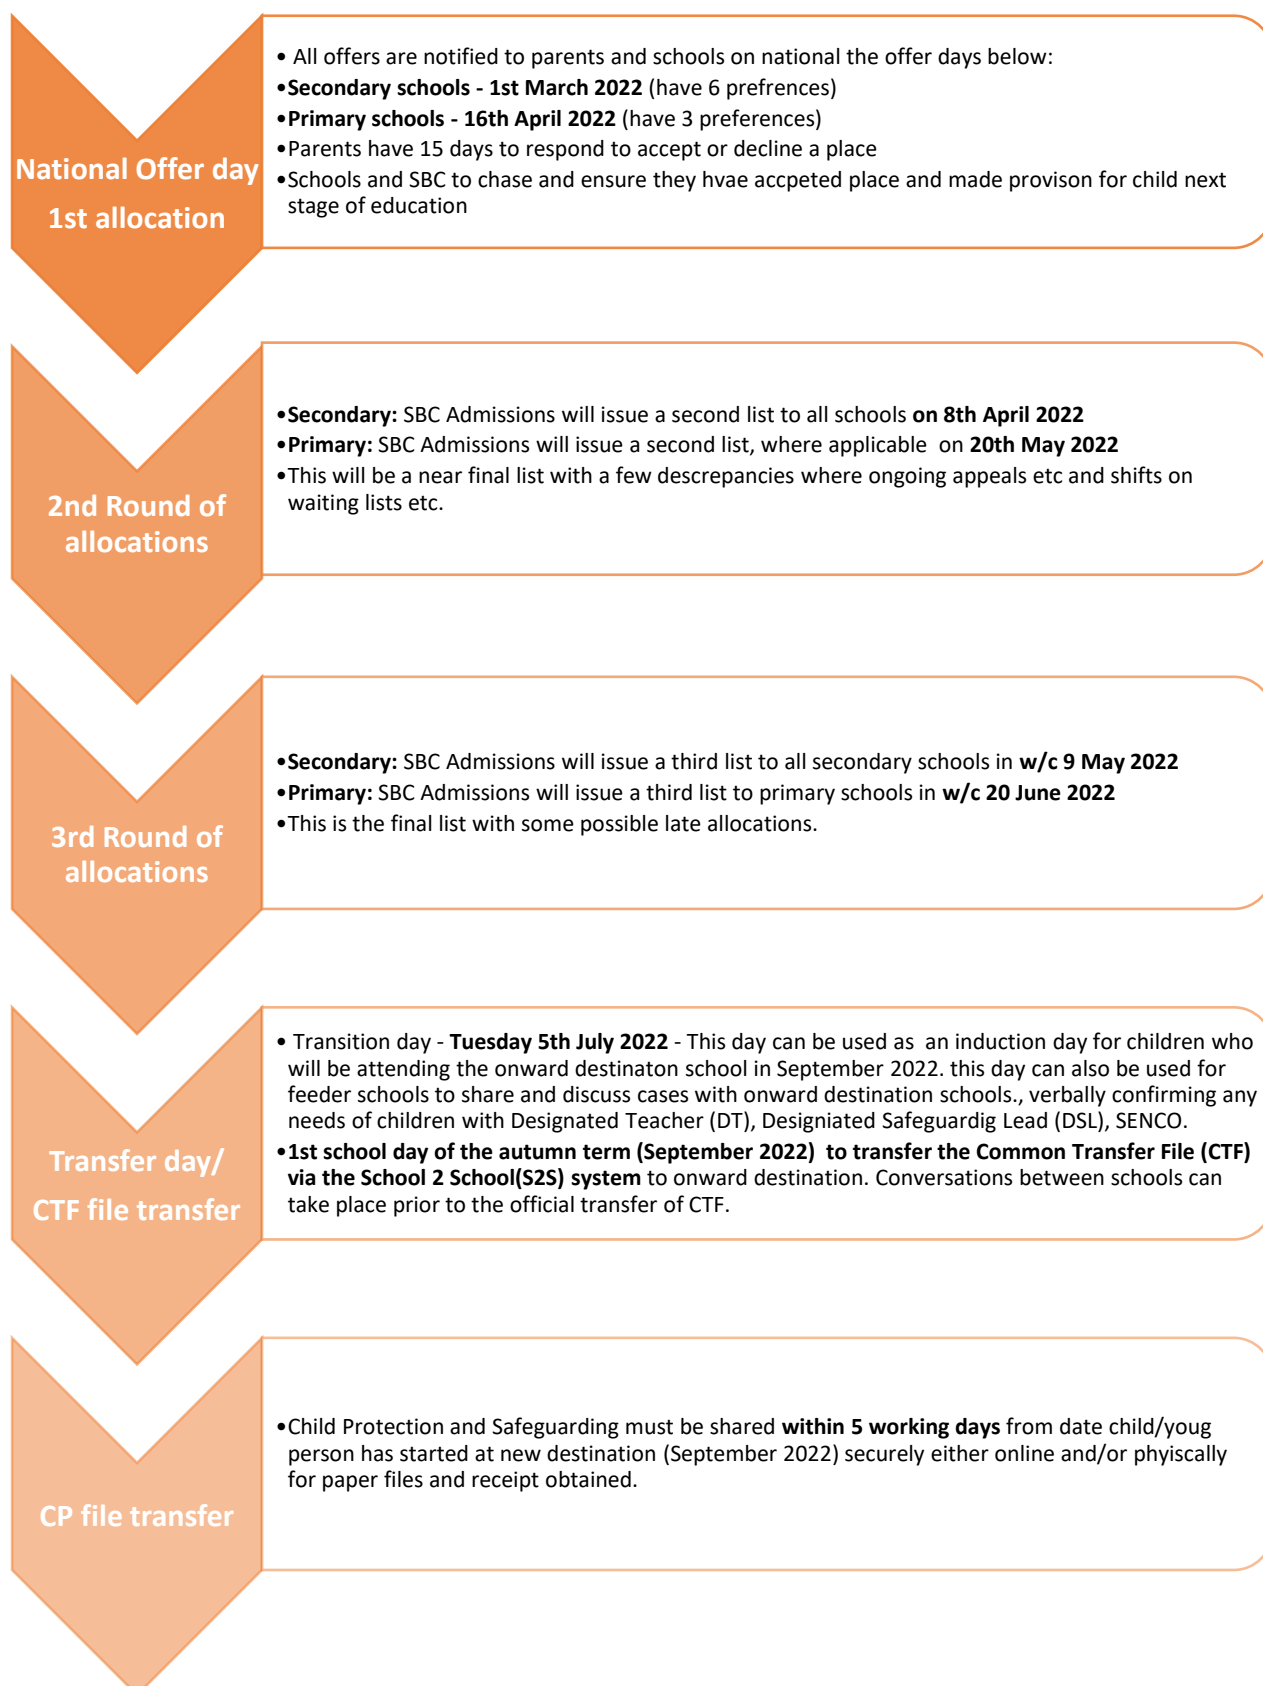 National Offer day
1st allocation
• All offers are notified to parents and schools on national the offer days below:
•Secondary schools - 1st March 2022 (have 6 prefrences)
•Primary schools - 16th April 2022 (have 3 preferences)
•Parents have 15 days to respond to accept or decline a place
•Schools and SBC to chase and ensure they hvae accpeted place and made provison for child next
stage of education
2nd Round of
allocations
•Secondary: SBC Admissions will issue a second list to all schools on 8th April 2022
•Primary: SBC Admissions will issue a second list, where applicable  on 20th May 2022
•This will be a near final list with a few descrepancies where ongoing appeals etc and shifts on
waiting lists etc.
3rd Round of
allocations
•Secondary: SBC Admissions will issue a third list to all secondary schools in w/c 9 May 2022
•Primary: SBC Admissions will issue a third list to primary schools in w/c 20 June 2022
•This is the final list with some possible late allocations.
Transfer day/
CTF file transfer
• Transition day - Tuesday 5th July 2022 - This day can be used as  an induction day for children who
will be attending the onward destinaton school in September 2022. this day can also be used for
feeder schools to share and discuss cases with onward destination schools., verbally confirming any
needs of children with Designated Teacher (DT), Designiated Safeguardig Lead (DSL), SENCO.
•1st school day of the autumn term (September 2022)  to transfer the Common Transfer File (CTF)
via the School 2 School(S2S) system to onward destination. Conversations between schools can
take place prior to the official transfer of CTF.
CP file transfer
•Child Protection and Safeguarding must be shared within 5 working days from date child/youg
person has started at new destination (September 2022) securely either online and/or phyiscally
for paper files and receipt obtained.